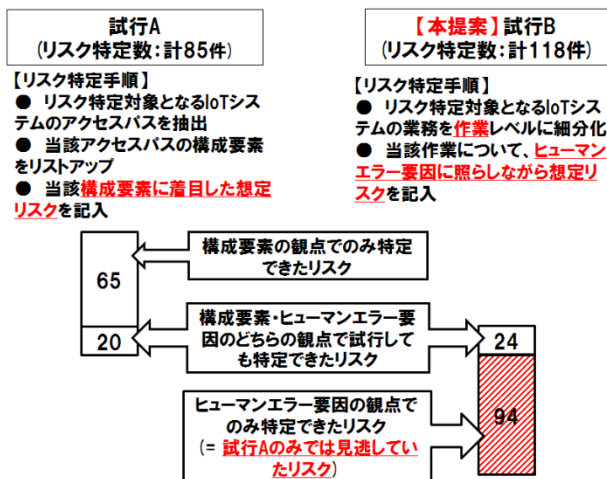 試行A
(リスク特定数:計85件)
【リスク特定手順】
● リスク特定対象となるIoTシス
テムのアクセスパスを抽出
● 当該アクセスパスの構成要素
をリストアップ
● 当該構成要素に着目した想定
リスクを記入
【本提案】試行B
(リスク特定数:計118件)
【リスク特定手順】
● リスク特定対象となるIoTシス
テムの業務を作業レベルに細分化
● 当該作業について、ヒューマン
エラー要因に照らしながら想定リ
スクを記入
65
構成要素の観点でのみ特定
できたリスク
20
構成要素・ヒューマンエラー要
因のどちらの観点で試行して
も特定できたリスク
24
ヒューマンエラー要因の観点で
のみ特定できたリスク
(= 試行Aのみでは見逃してい
たリスク)
94